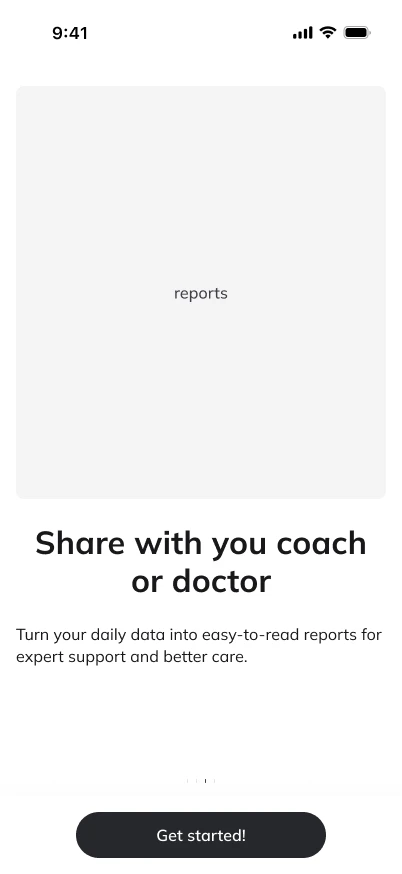 9:41
reports
Share with you coach
or doctor
Turn your daily data into easy-to-read reports for
expert support and better care.
Get started!